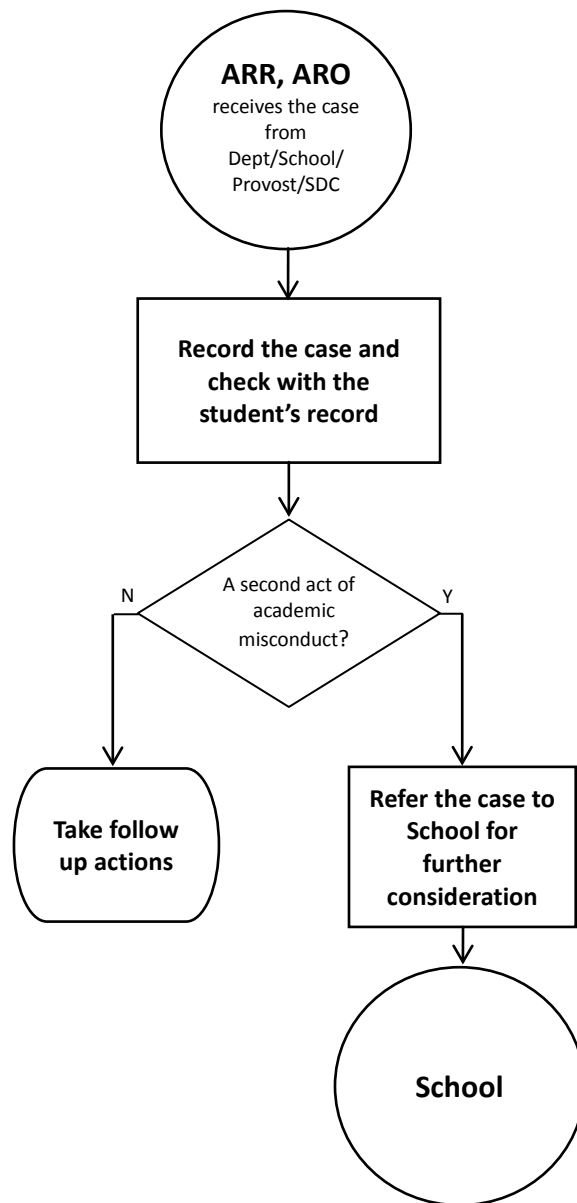 ARR, ARO
receives the case
from
Dept/School/
Provost/SDC
Record the case and
check with the
student’s record
A second act of
academic
misconduct?
N
Y
Take follow
up actions
Refer the case to
School for
further
consideration
School